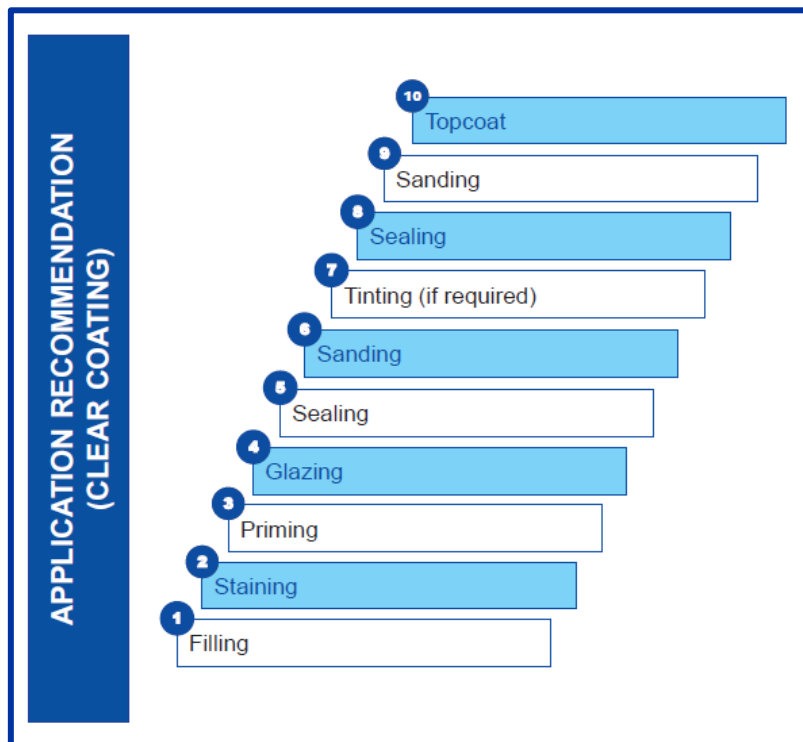 APPLICATION RECOMMENDATION
(CLEAR COATING)
10
Topcoat
9
Sanding
8
Sealing
7
Tinting (if required)
6
Sanding
5
Sealing
4
Glazing
3
Priming
2
Staining
1
Filling